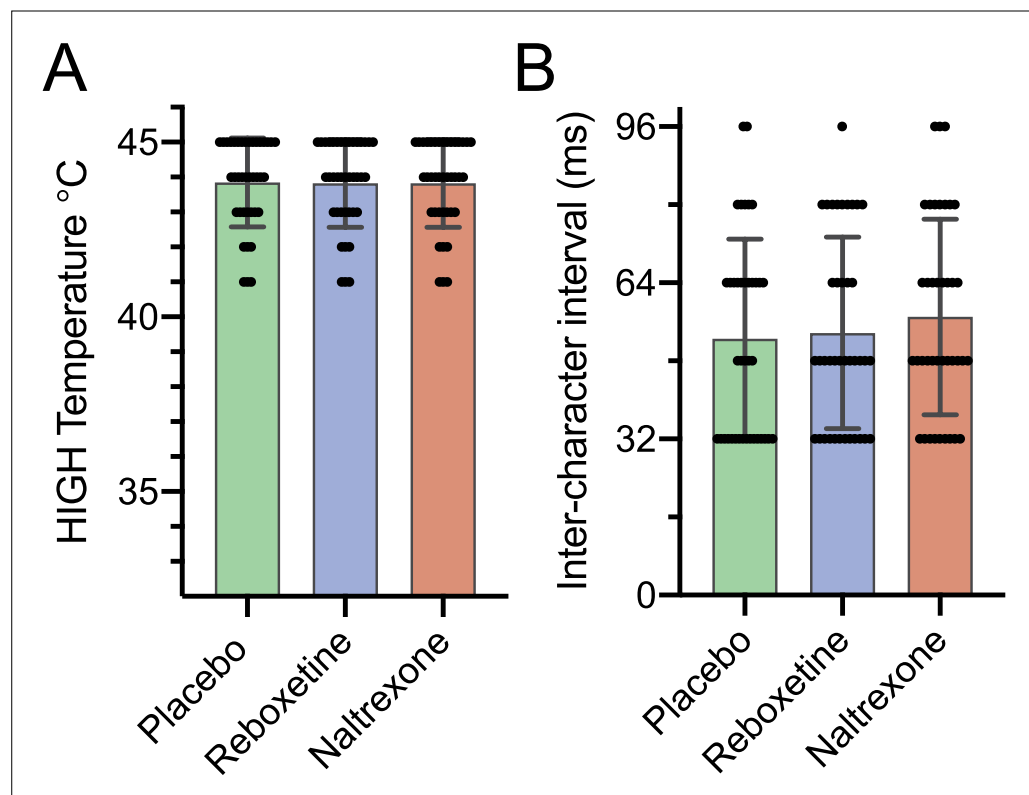 A
HIGH Temperature °C
45
40
35
Placebo
Reboxetine
Naltrexone
B
Inter-character interval (ms)
96
64
32
0
Placebo
Reboxetine
Naltrexone